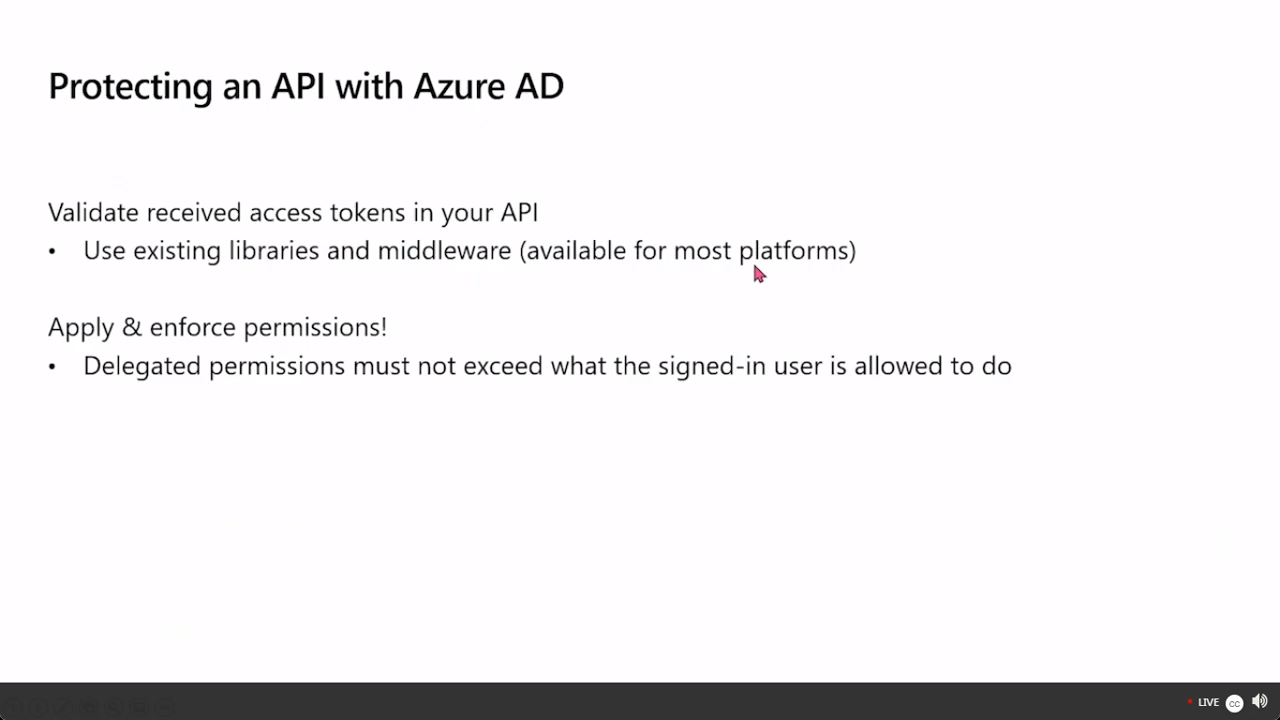 Protecting an API with Azure AD
Validate received access tokens in your API
• Use existing libraries and middleware (available for most platforms)
Apply & enforce permissions!
• Delegated permissions must not exceed what the signed-in user is allowed to do
LIVE
CC